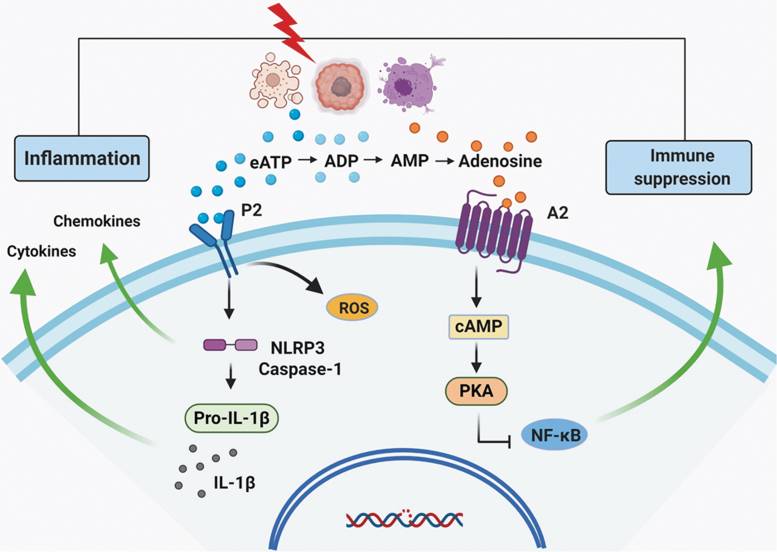 Inflammation
Immune
suppression
eATP
ADP
AMP
Adenosine
Chemokines
Cytokines
P2
A2
ROS
NLRP3
Caspase-1
cAMP
PKA
Pro-IL-1β
NF-κB
IL-1β